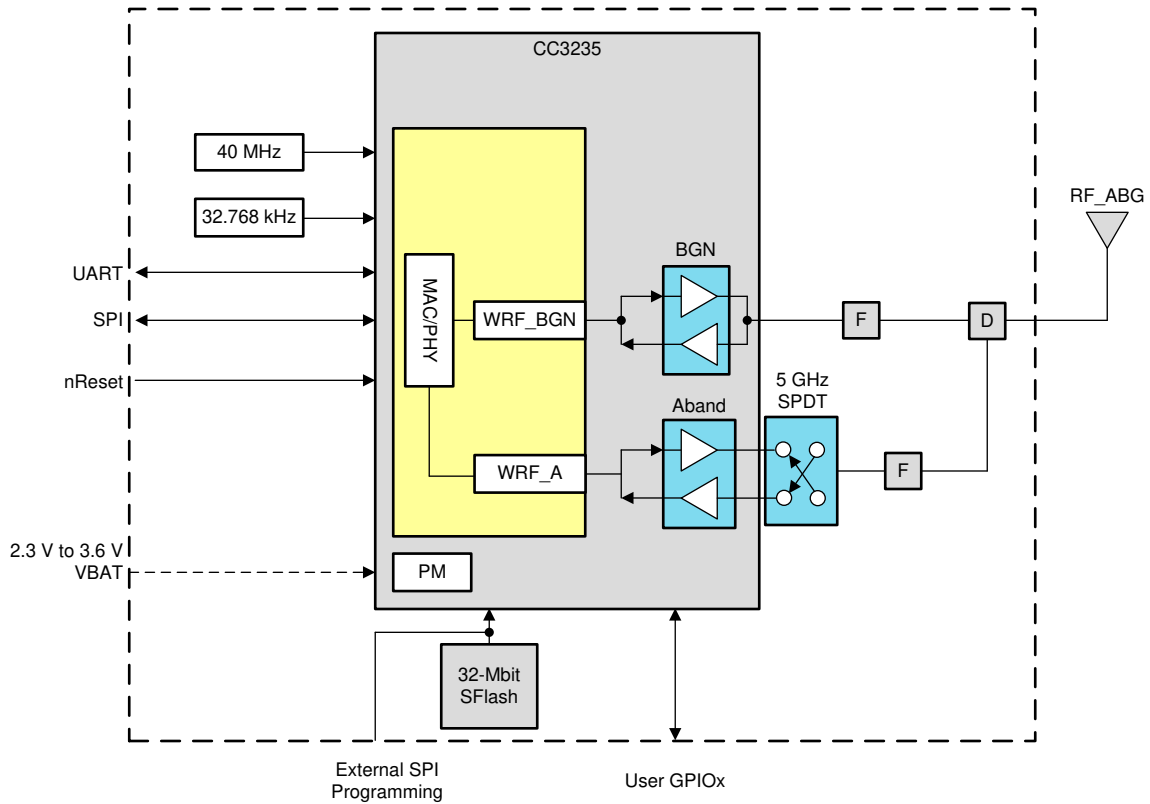 CC3235
40 MHz
32.768 kHz
RF_ABG
BGN
UART
MAC/PHY
SPI
WRF_BGN
F
D
nReset
5 GHz
SPDT
Aband
WRF_A
F
2.3 V to 3.6 V
VBAT
PM
32-Mbit
SFlash
External SPI
Programming
User GPIOx